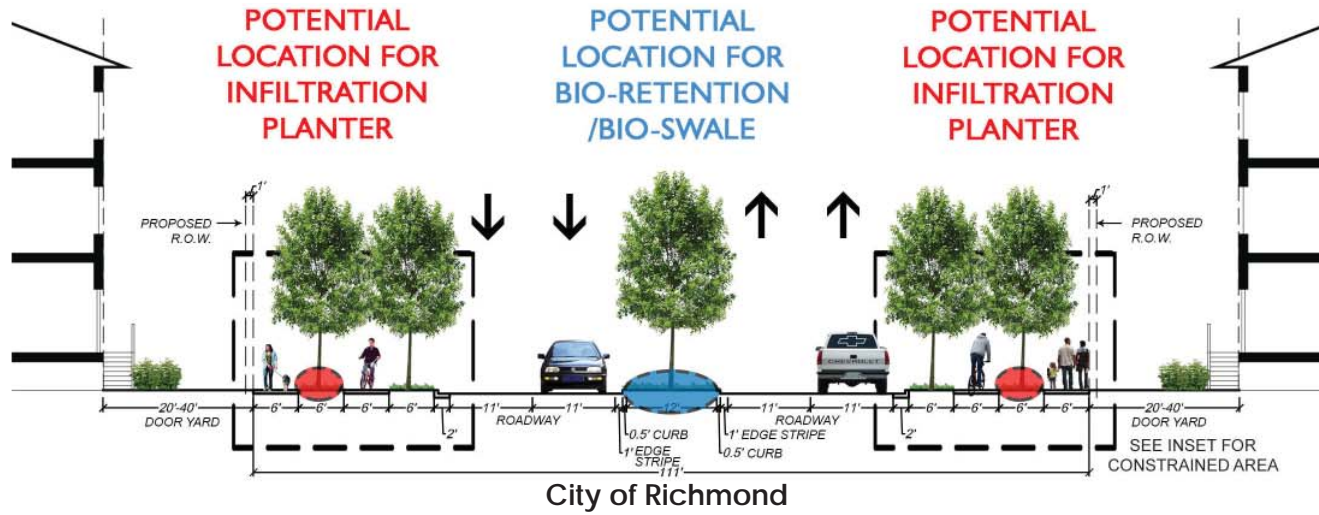 POTENTIAL
LOCATION FOR
INFILTRATION
PLANTER
POTENTIAL
LOCATION FOR
BIO-RETENTION
/BIO-SWALE
POTENTIAL
LOCATION FOR
INFILTRATION
PLANTER
1'
PROPOSED
R.O.W.
1'
PROPOSED
R.O.W.
CHEVROLET
20'-40'
DOOR YARD
6'
6'
6'
6'
2'
11'
11'
ROADWAY
0.5' CURB
1' EDGE
STRIPE
12'
1' EDGE STRIPE
0.5' CURB
11'
11'
ROADWAY
2'
6'
6'
6'
6'
20'-40'
DOOR YARD
111'
SEE INSET FOR
CONSTRAINED AREA
City of Richmond